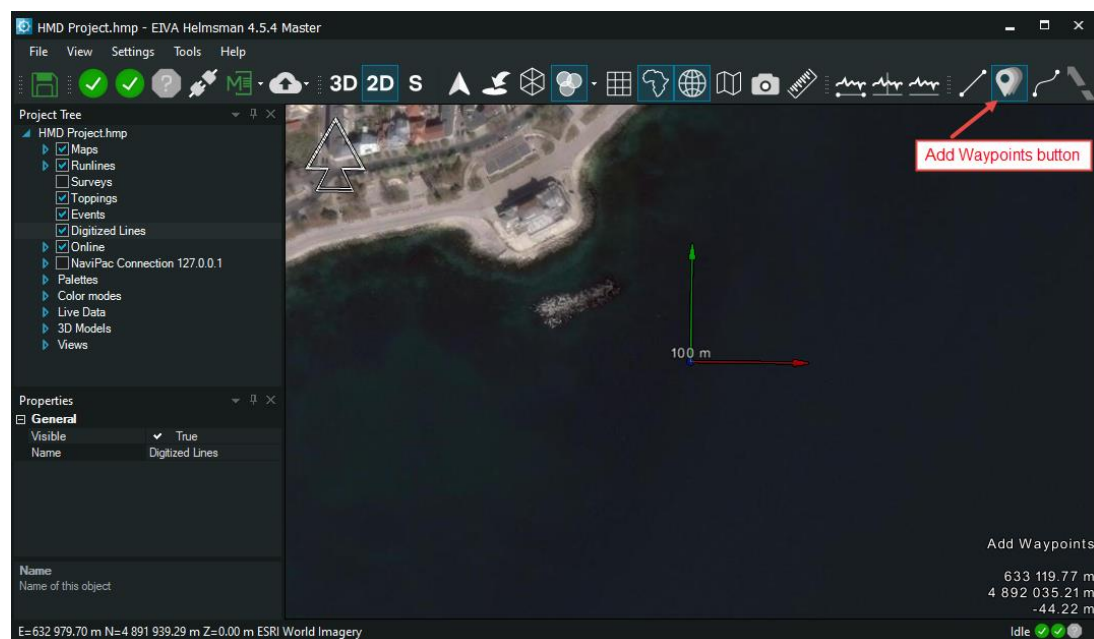 HMD Project.hmp - EIVA Helmsman 4.5.4 Master
File View Settings Tools Help
3D 2D S
Add Waypoints button
Project Tree
HMD Project.hmp
Maps
Runlines
Surveys
Toppings
Events
Digitized Lines
Online
NaviPac Connection 127.0.0.1
Palettes
Color modes
Live Data
3D Models
Views
100 m
Properties
General
Visible True
Name Digitized Lines
Name
Name of this object
Add Waypoints
633 119.77 m
4 892 035.21 m
-44.22 m
E=632 979.70 m N=4 891 939.29 m Z=0.00 m ESRI World Imagery
Idle